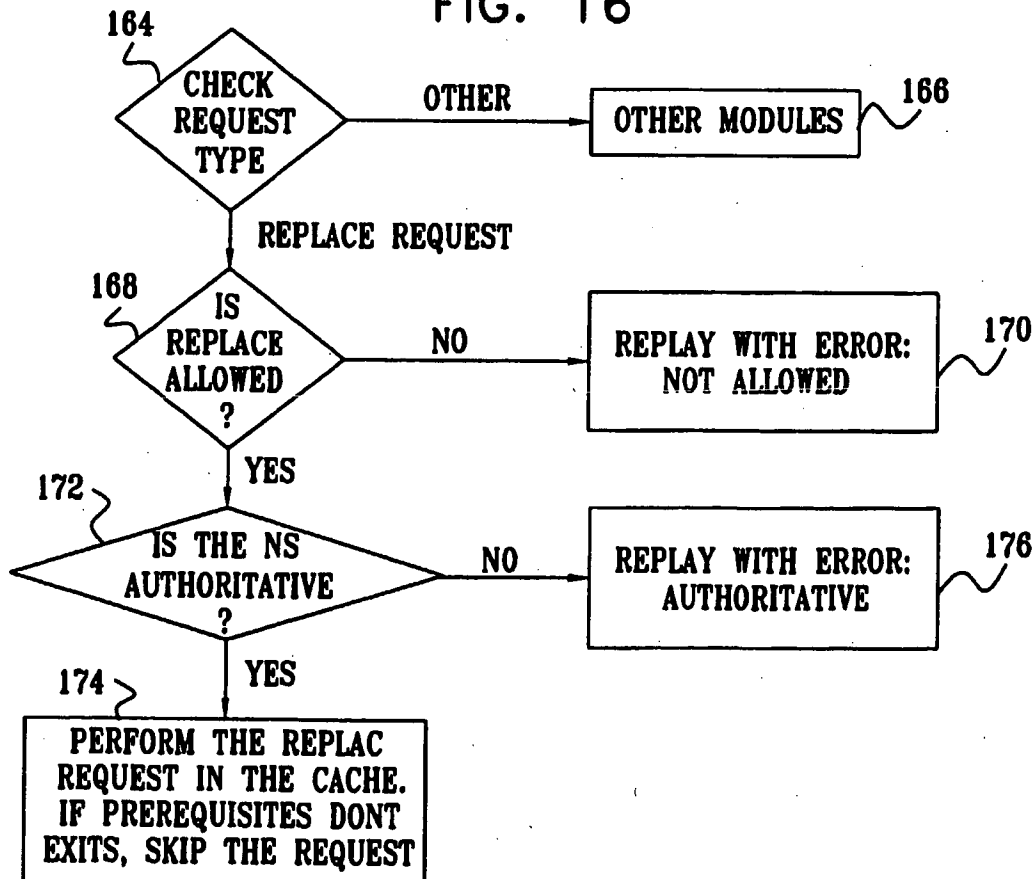 FIG. 16
164
CHECK
REQUEST
TYPE
OTHER
OTHER MODULES
166
REPLACE REQUEST
168
IS
REPLACE
ALLOWED
?
NO
REPLAY WITH ERROR:
NOT ALLOWED
170
YES
172
IS THE NS
AUTHORITATIVE
?
NO
REPLAY WITH ERROR:
AUTHORITATIVE
176
YES
174
PERFORM THE REPLAC
REQUEST IN THE CACHE.
IF PREREQUISITES DONT
EXITS, SKIP THE REQUEST